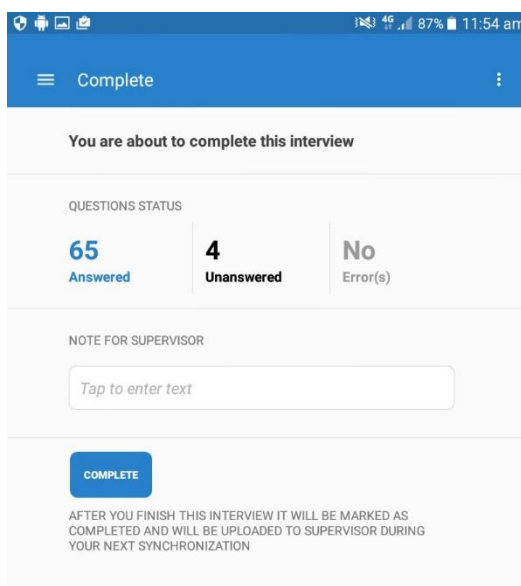 4G 87% 11:54 am
Complete
You are about to complete this interview
QUESTIONS STATUS
65 4 No
Answered Unanswered Error(s)
NOTE FOR SUPERVISOR
Tap to enter text
COMPLETE
AFTER YOU FINISH THIS INTERVIEW IT WILL BE MARKED AS
COMPLETED AND WILL BE UPLOADED TO SUPERVISOR DURING
YOUR NEXT SYNCHRONIZATION